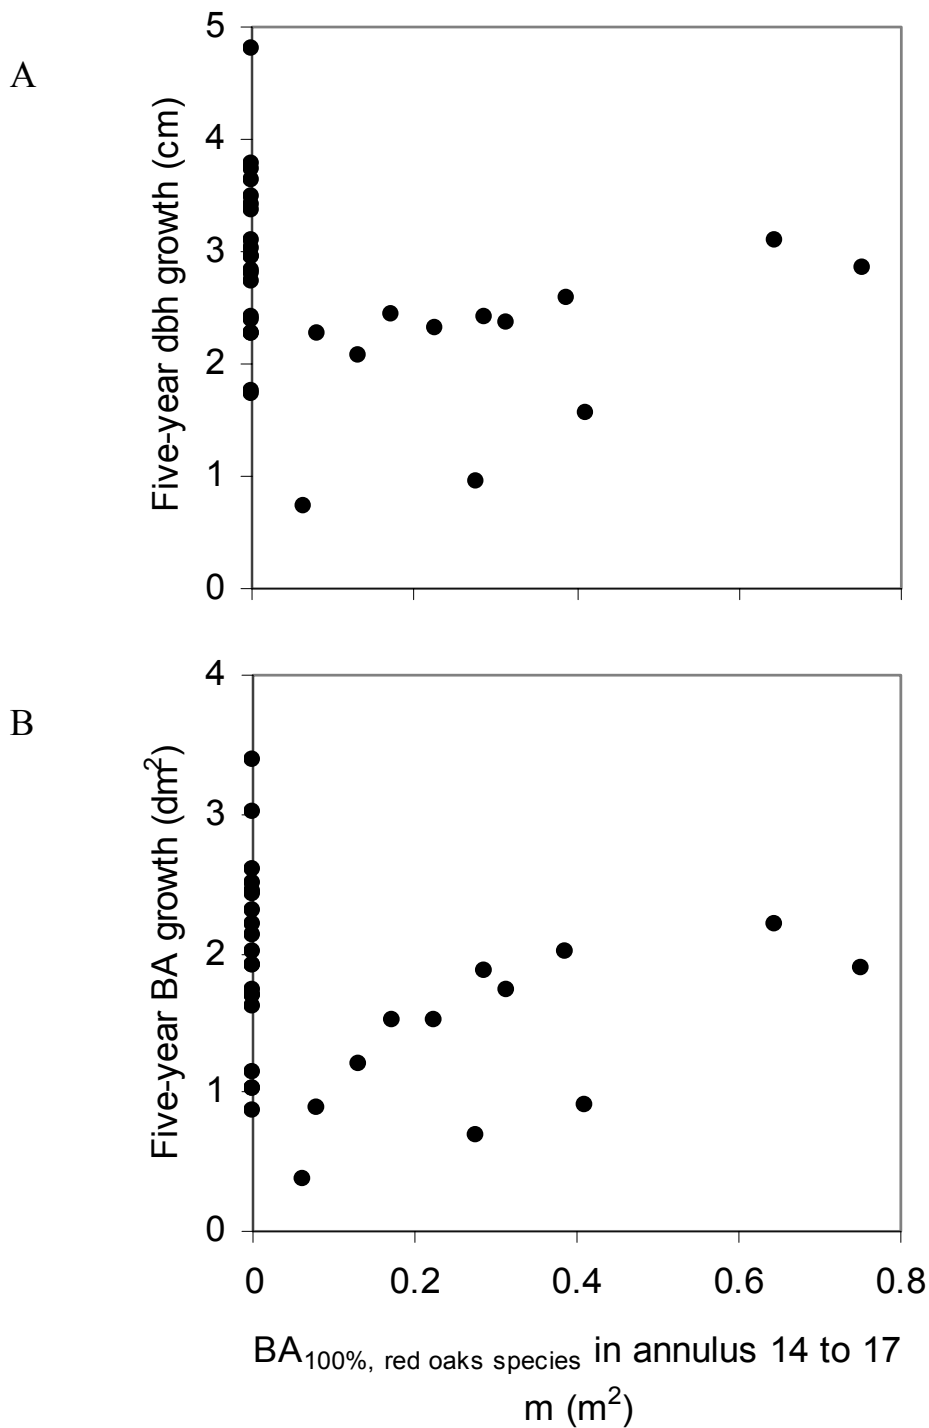 A
Five-year dbh growth (cm)
5
4
3
2
1
0
B
Five-year BA growth (dm²)
4
3
2
1
0
0 0.2 0.4 0.6 0.8
BA100%, red oaks species in annulus 14 to 17
m (m²)